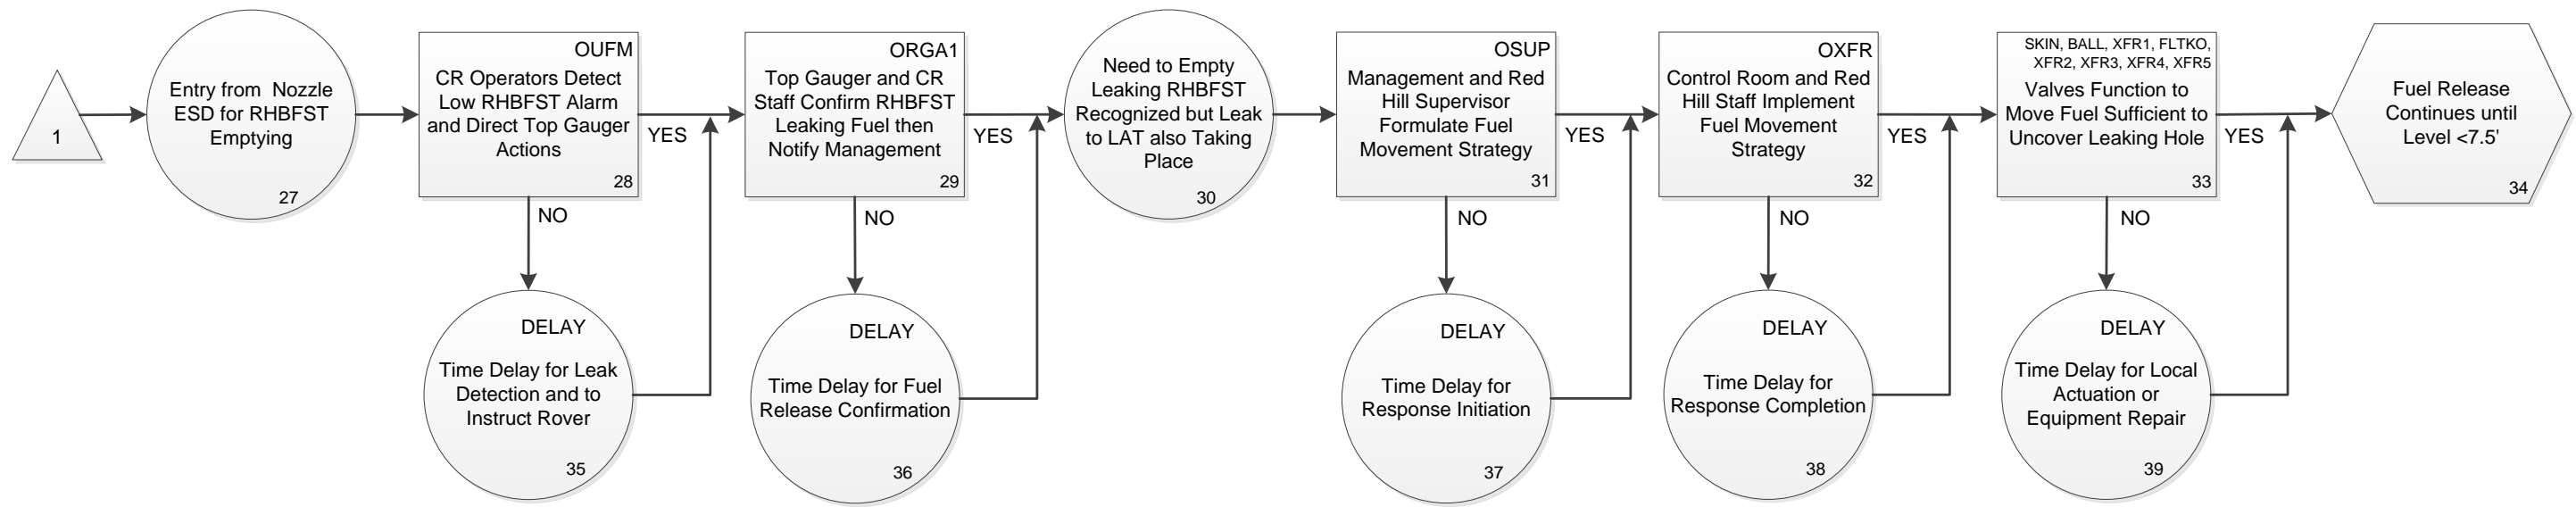 1
Entry from Nozzle
ESD for RHBFST
Emptying
27
OUFM
CR Operators Detect
Low RHBFST Alarm
and Direct Top Gauger
Actions
28
YES
NO
ORGA1
Top Gauger and CR
Staff Confirm RHBFST
Leaking Fuel then
Notify Management
29
YES
NO
Need to Empty
Leaking RHBFST
Recognized but Leak
to LAT also Taking
Place
30
OSUP
Management and Red
Hill Supervisor
Formulate Fuel
Movement Strategy
31
YES
NO
OXFR
Control Room and Red
Hill Staff Implement
Fuel Movement
Strategy
32
YES
NO
SKIN, BALL, XFR1, FLTKO,
XFR2, XFR3, XFR4, XFR5
Valves Function to
Move Fuel Sufficient to
Uncover Leaking Hole
33
YES
NO
Fuel Release
Continues until
Level <7.5'
34
DELAY
Time Delay for Leak
Detection and to
Instruct Rover
35
DELAY
Time Delay for Fuel
Release Confirmation
36
DELAY
Time Delay for
Response Initiation
37
DELAY
Time Delay for
Response Completion
38
DELAY
Time Delay for Local
Actuation or
Equipment Repair
39